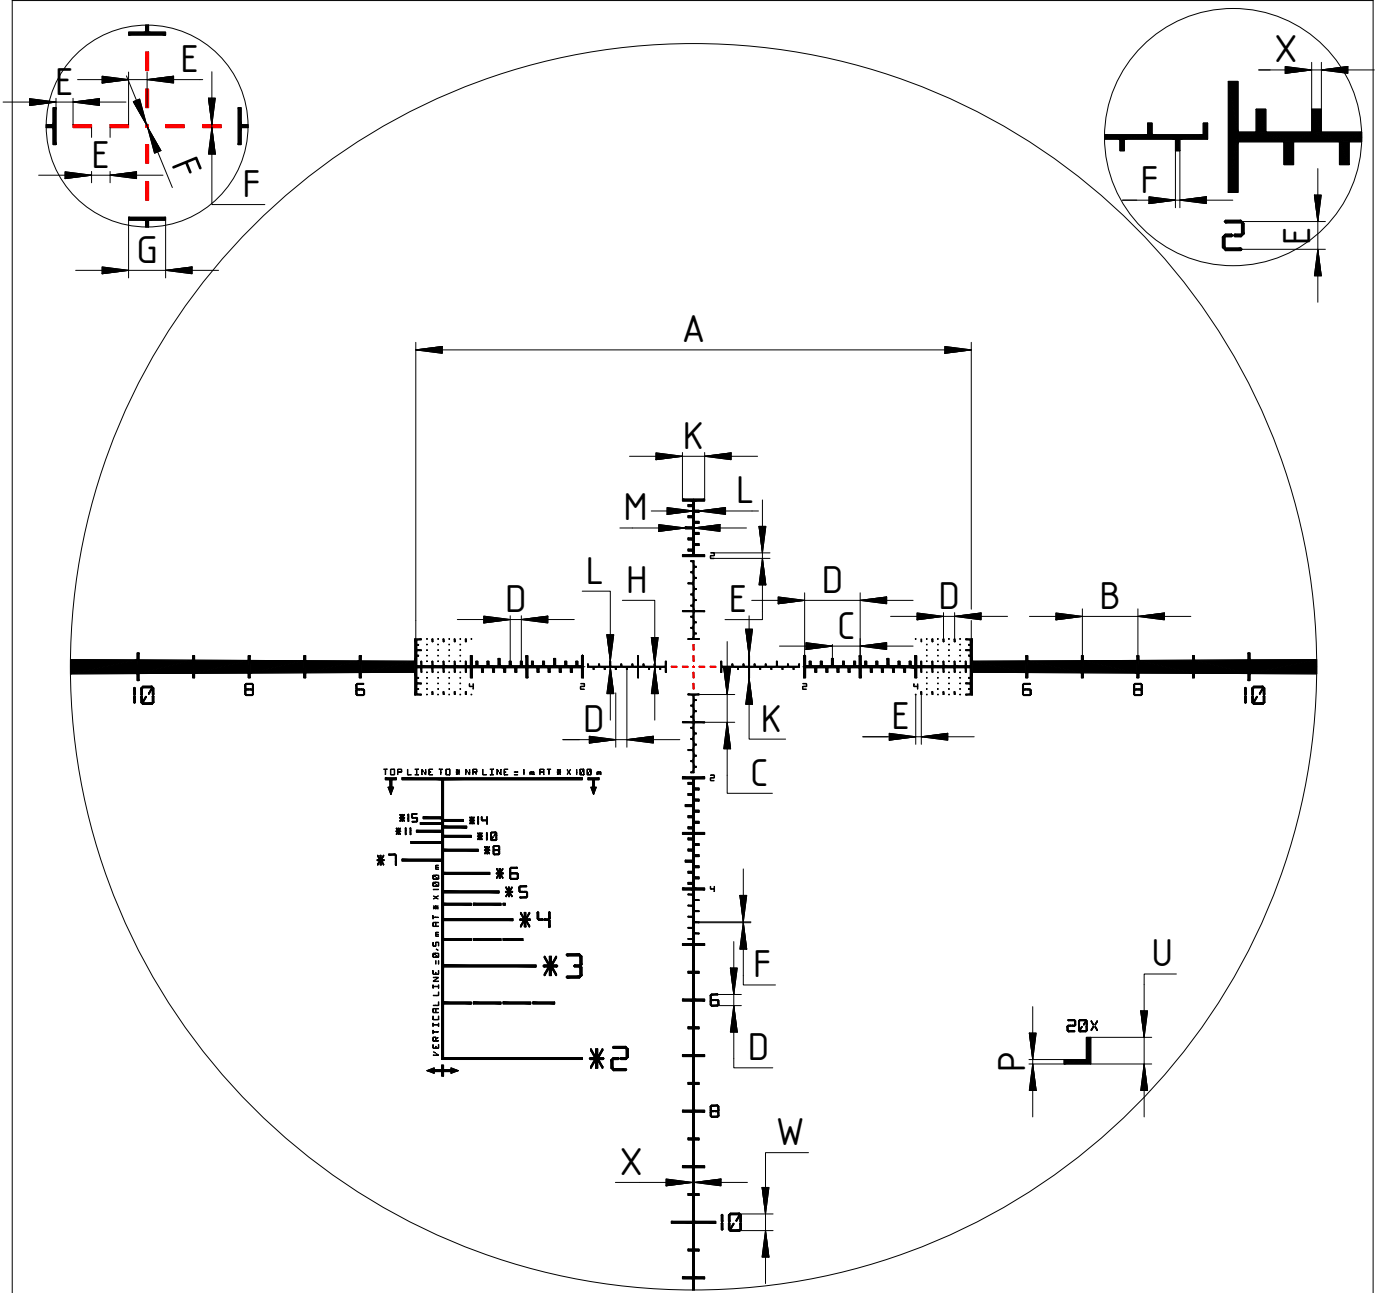 E
E
E
F
F
G
X
F
E
2
A
K
L
M
2
L
H
D
E
D
C
D
B
10
8
6
4
2
2
4
6
8
10
D
K
E
C
2
TOP LINE TO * NR LINE = 1 m AT * X 100 m
*15
*14
*11
*10
*8
*7
*6
*5
*4
*3
*2
VERTICAL LINE = 0,5 m AT * X 100 m
4
F
6
D
8
X
W
10
U
20X
P